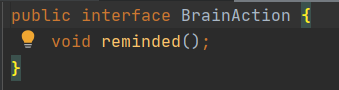 public interface BrainAction {
    void reminded();
}